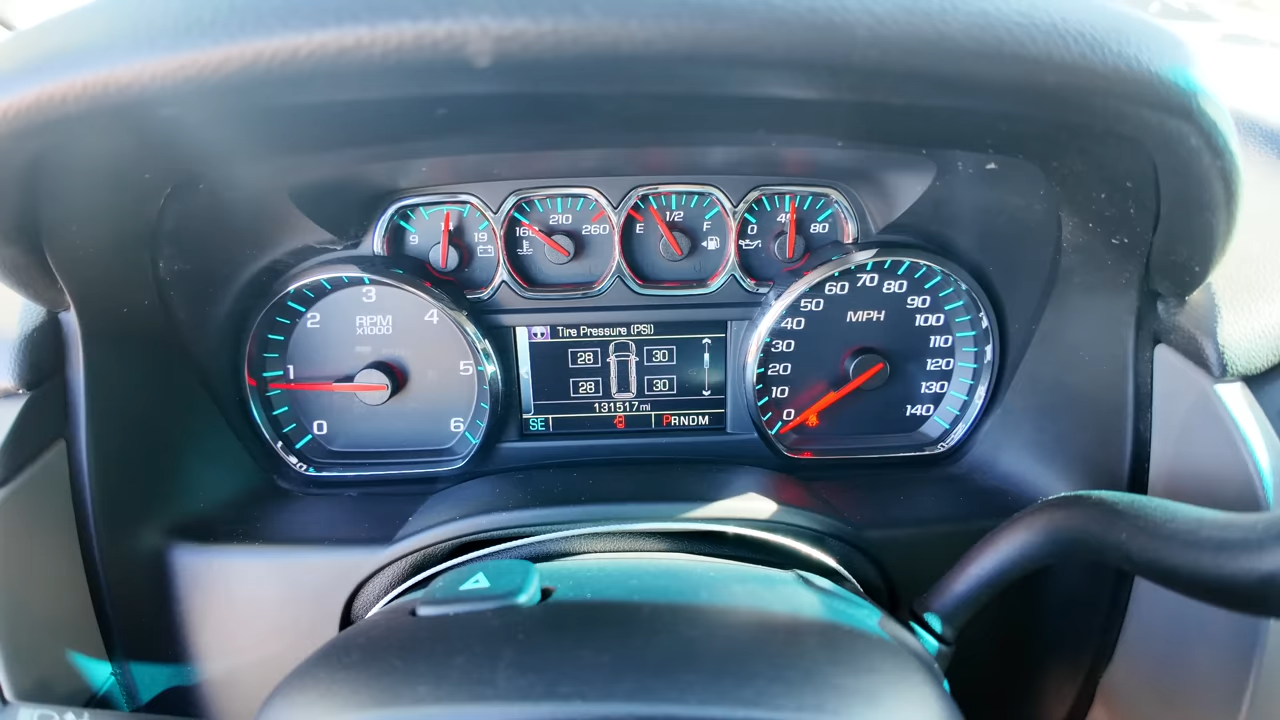 9 14 19
160 210 260
E 1/2 F
0 40 80
0 1 2 3 4 5 6
RPM
X1000
Tire Pressure (PSI)
28 30
28 30
131517 mi
SE PRNDM
0 10 20 30 40 50 60 70 80 90 100 110 120 130 140
MPH